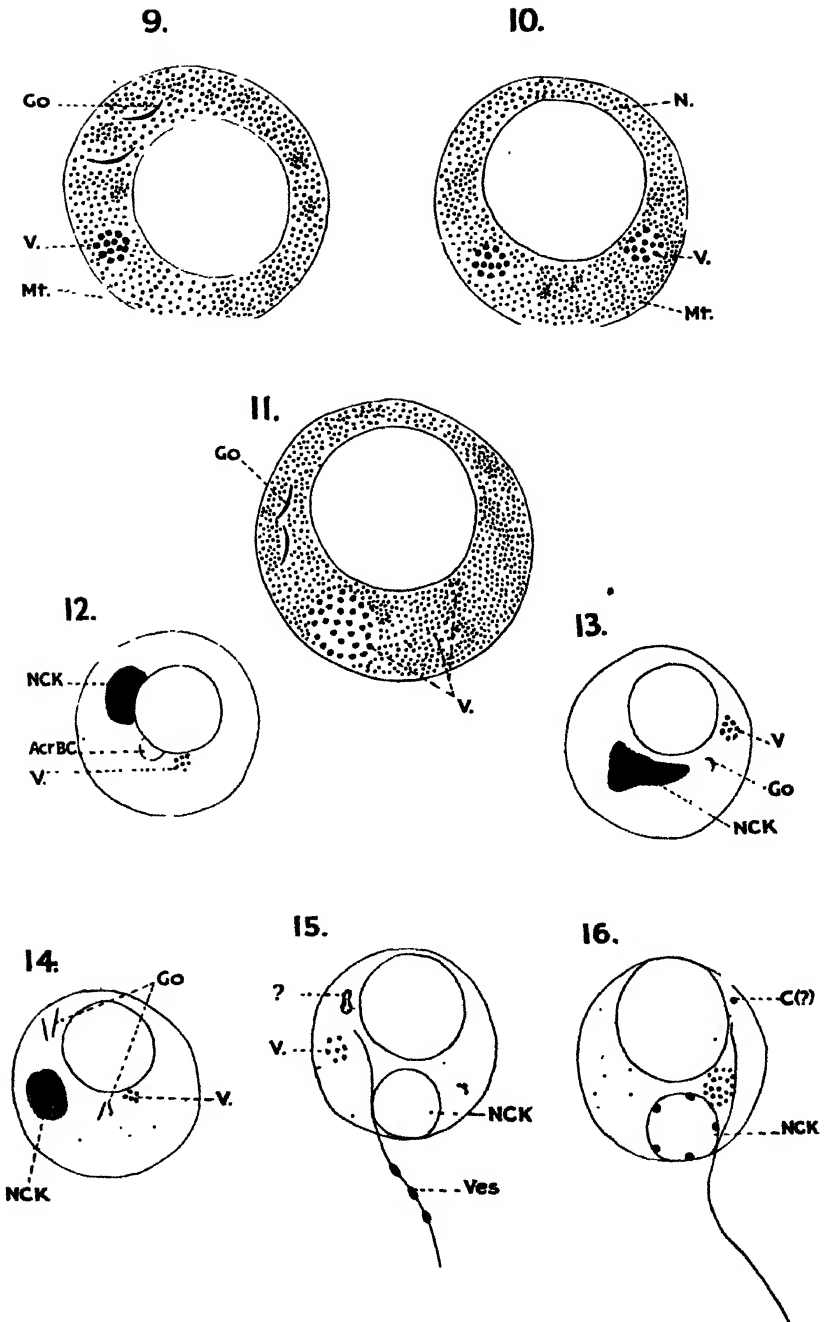 9.
10.
Go
N.
V.
V.
Mt.
Mt.
11.
Go
V.
12.
NCK
AcrBC.
V.
13.
V
Go
NCK
14.
Go
V.
NCK
15.
?
V.
NCK
Ves
16.
C(?)
NCK